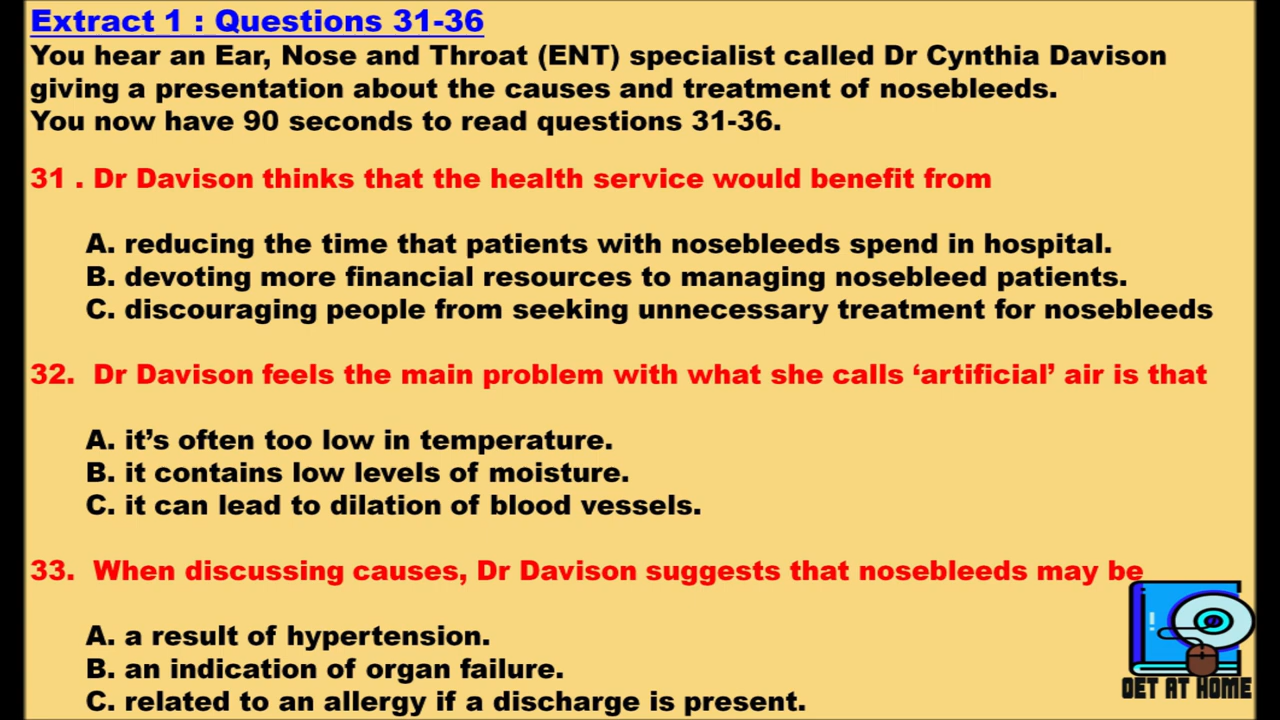 Extract 1 : Questions 31-36
You hear an Ear, Nose and Throat (ENT) specialist called Dr Cynthia Davison
giving a presentation about the causes and treatment of nosebleeds.
You now have 90 seconds to read questions 31-36.
31 . Dr Davison thinks that the health service would benefit from
A. reducing the time that patients with nosebleeds spend in hospital.
B. devoting more financial resources to managing nosebleed patients.
C. discouraging people from seeking unnecessary treatment for nosebleeds
32. Dr Davison feels the main problem with what she calls ‘artificial’ air is that
A. it’s often too low in temperature.
B. it contains low levels of moisture.
C. it can lead to dilation of blood vessels.
33. When discussing causes, Dr Davison suggests that nosebleeds may be
A. a result of hypertension.
B. an indication of organ failure.
C. related to an allergy if a discharge is present.
OET AT HOME